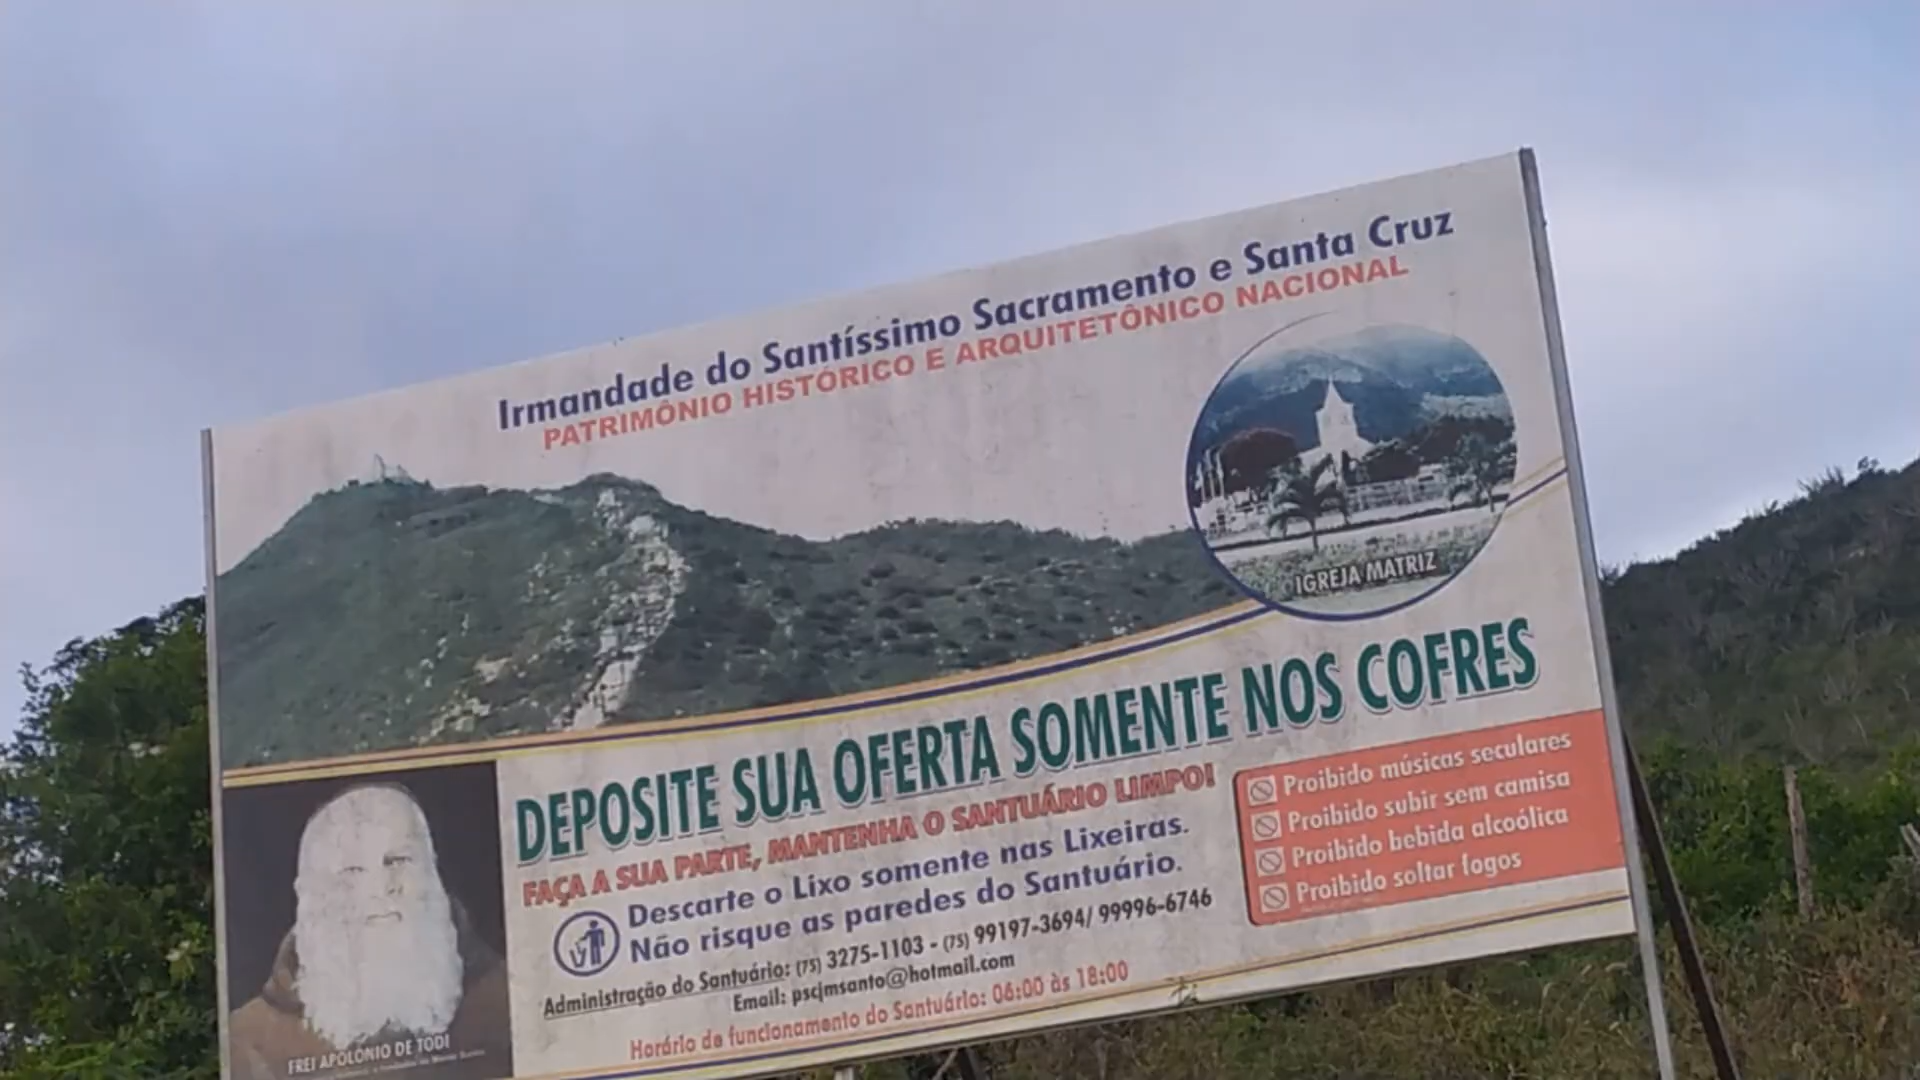 Irmandade do Santíssimo Sacramento e Santa Cruz
PATRIMÔNIO HISTÓRICO E ARQUITETÔNICO NACIONAL
IGREJA MATRIZ
DEPOSITE SUA OFERTA SOMENTE NOS COFRES
FAÇA A SUA PARTE, MANTENHA O SANTUÁRIO LIMPO!
Descarte o Lixo somente nas Lixeiras.
Não risque as paredes do Santuário.
Administração do Santuário: (75) 3275-1103 - (75) 99197-3694/ 99996-6746
Email: pscjmsanto@hotmail.com
Horário de funcionamento do Santuário: 06:00 às 18:00
Proibido músicas seculares
Proibido subir sem camisa
Proibido bebida alcoólica
Proibido soltar fogos
FREI APOLÔNIO DE TODI